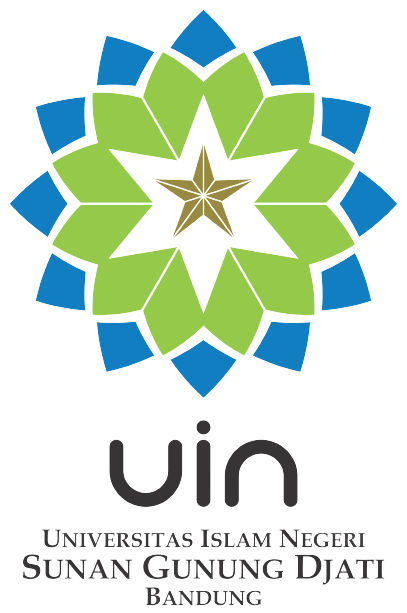 uin
Universitas Islam Negeri
Sunan Gunung Djati
Bandung